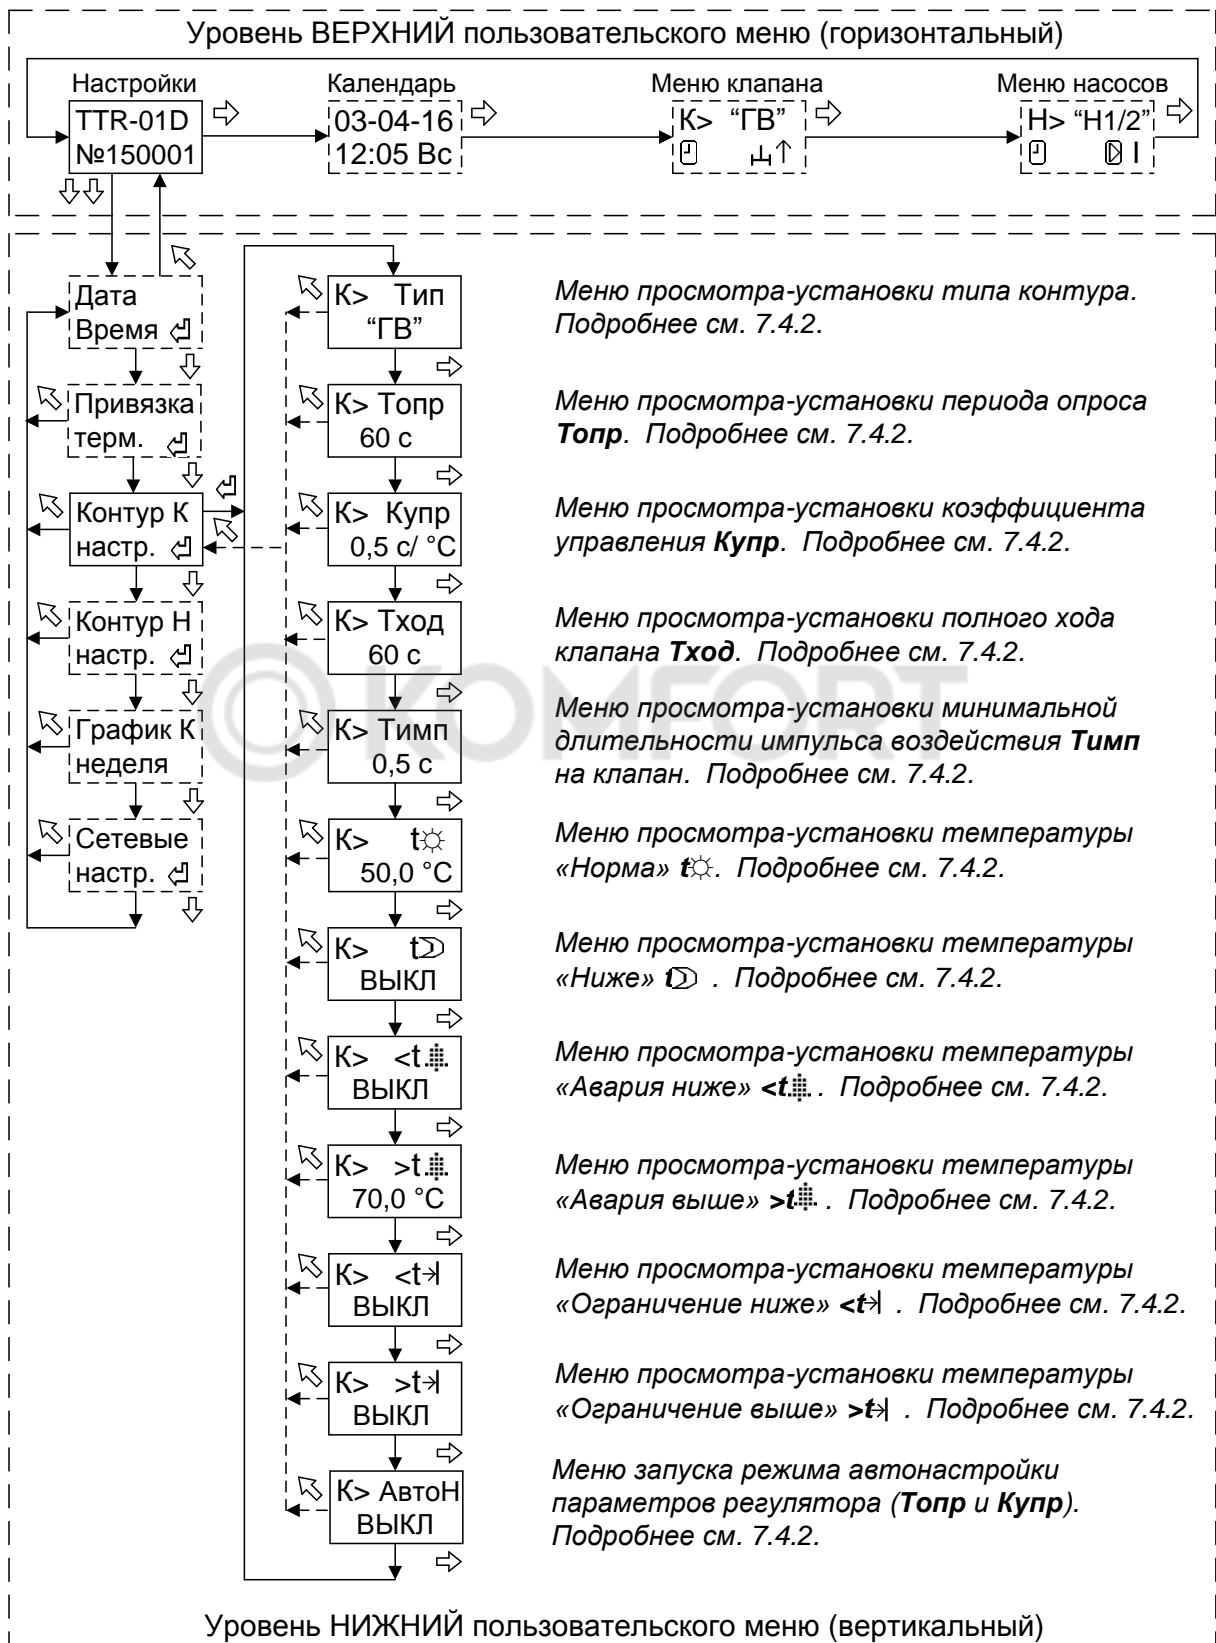 Уровень ВЕРХНИЙ пользовательского меню (горизонтальный)
Настройки
TTR-01D
№150001
Календарь
03-04-16
12:05 Вс
Меню клапана
К> “ГВ”
Меню насосов
Н> “Н1/2”
I
Дата
Время
Привязка
терм.
Контур К
настр.
Контур Н
настр.
График К
неделя
Сетевые
настр.
К> Тип
“ГВ”
Меню просмотра-установки типа контура.
Подробнее см. 7.4.2.
К> Топр
60 с
Меню просмотра-установки периода опроса
Топр. Подробнее см. 7.4.2.
К> Купр
0,5 с/ °С
Меню просмотра-установки коэффициента
управления Купр. Подробнее см. 7.4.2.
К> Тход
60 с
Меню просмотра-установки полного хода
клапана Тход. Подробнее см. 7.4.2.
К> Тимп
0,5 с
Меню просмотра-установки минимальной
длительности импульса воздействия Тимп
на клапан. Подробнее см. 7.4.2.
К> t☼
50,0 °С
Меню просмотра-установки температуры
«Норма» t☼. Подробнее см. 7.4.2.
К> t
ВЫКЛ
Меню просмотра-установки температуры
«Ниже» t . Подробнее см. 7.4.2.
К> <t
ВЫКЛ
Меню просмотра-установки температуры
«Авария ниже» <t . Подробнее см. 7.4.2.
К> >t
70,0 °С
Меню просмотра-установки температуры
«Авария выше» >t . Подробнее см. 7.4.2.
К> <t
ВЫКЛ
Меню просмотра-установки температуры
«Ограничение ниже» <t . Подробнее см. 7.4.2.
К> >t
ВЫКЛ
Меню просмотра-установки температуры
«Ограничение выше» >t . Подробнее см. 7.4.2.
К> АвтоН
ВЫКЛ
Меню запуска режима автонастройки
параметров регулятора (Топр и Купр).
Подробнее см. 7.4.2.
Уровень НИЖНИЙ пользовательского меню (вертикальный)
KOMFORT